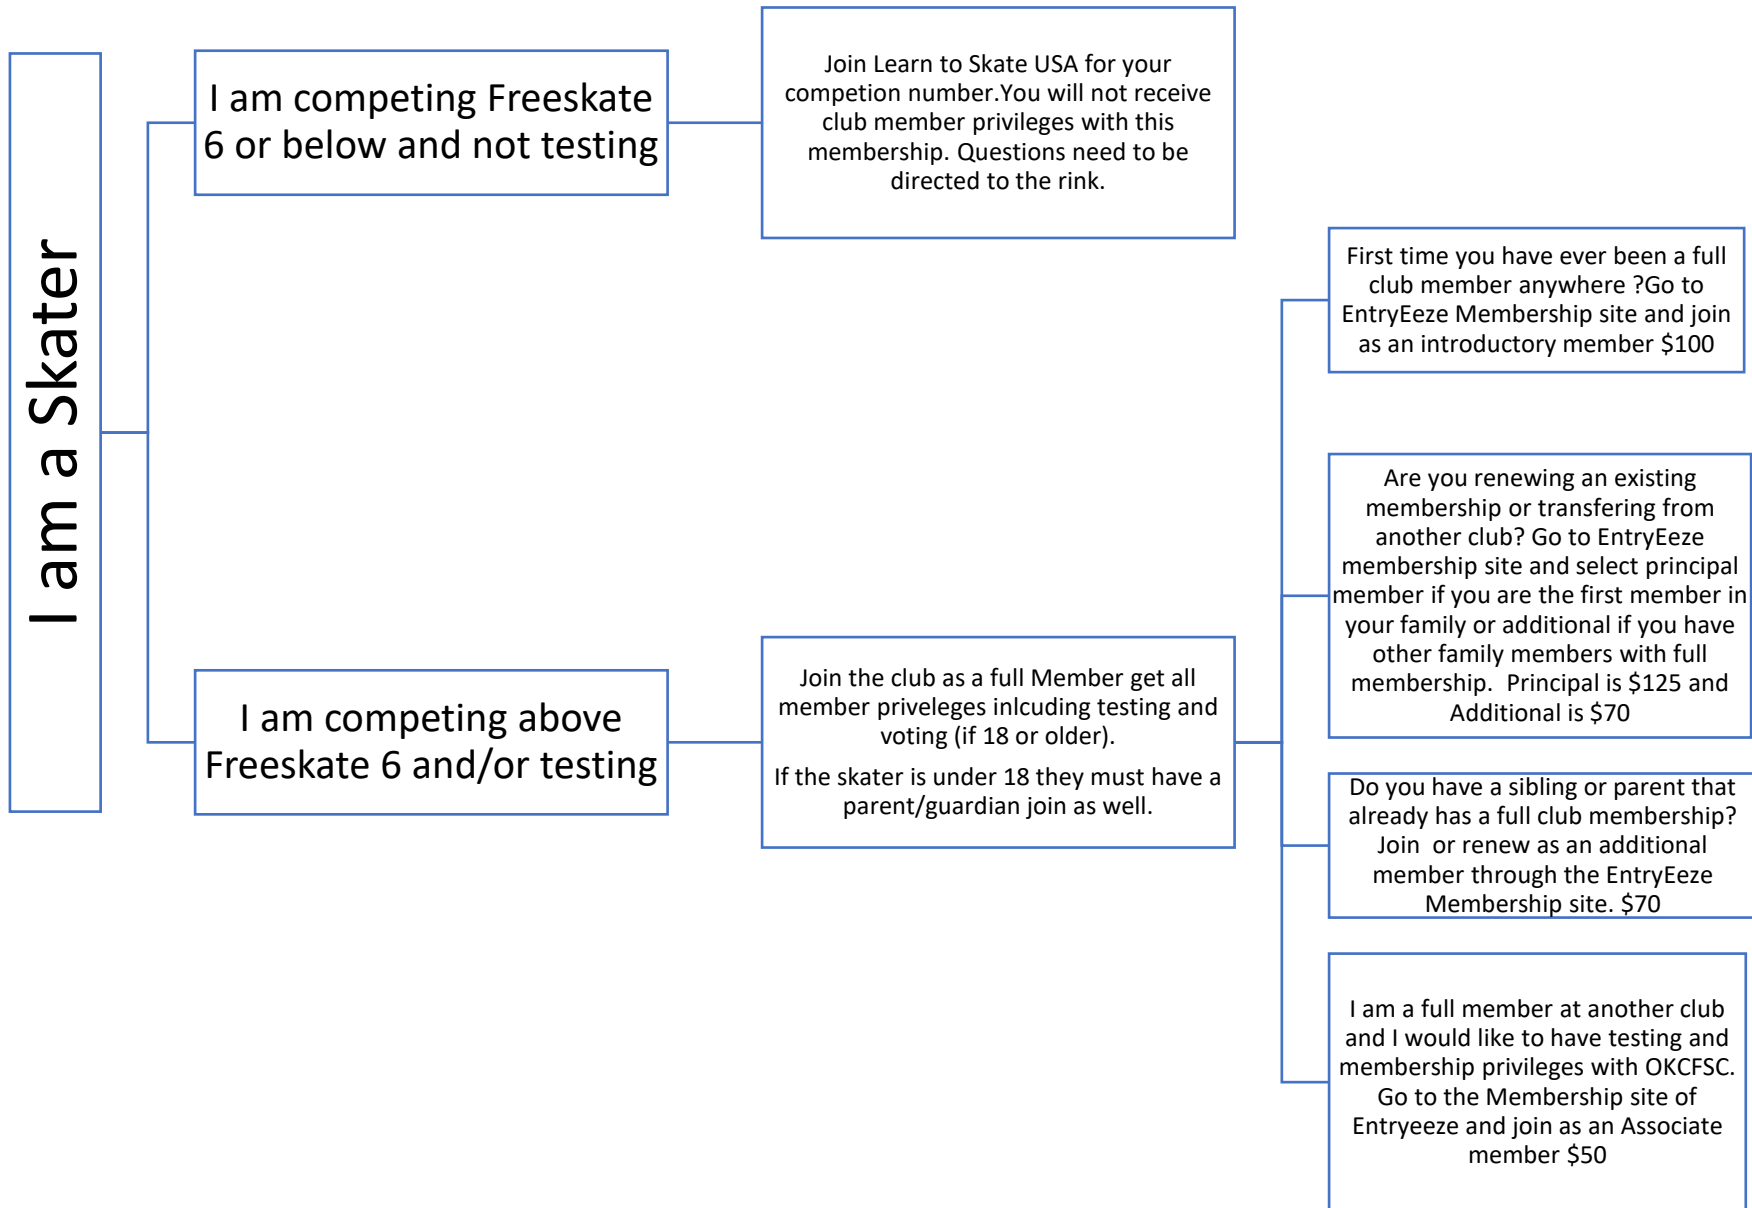 I am a Skater
I am competing Freeskate
6 or below and not testing
Join Learn to Skate USA for your
competion number.You will not receive
club member privileges with this
membership. Questions need to be
directed to the rink.
I am competing above
Freeskate 6 and/or testing
Join the club as a full Member get all
member priveleges inlcuding testing and
voting (if 18 or older).
If the skater is under 18 they must have a
parent/guardian join as well.
First time you have ever been a full
club member anywhere ?Go to
EntryEeze Membership site and join
as an introductory member $100
Are you renewing an existing
membership or transfering from
another club? Go to EntryEeze
membership site and select principal
member if you are the first member in
your family or additional if you have
other family members with full
membership.  Principal is $125 and
Additional is $70
Do you have a sibling or parent that
already has a full club membership?
Join  or renew as an additional
member through the EntryEeze
Membership site. $70
I am a full member at another club
and I would like to have testing and
membership privileges with OKCFSC.
Go to the Membership site of
Entryeeze and join as an Associate
member $50